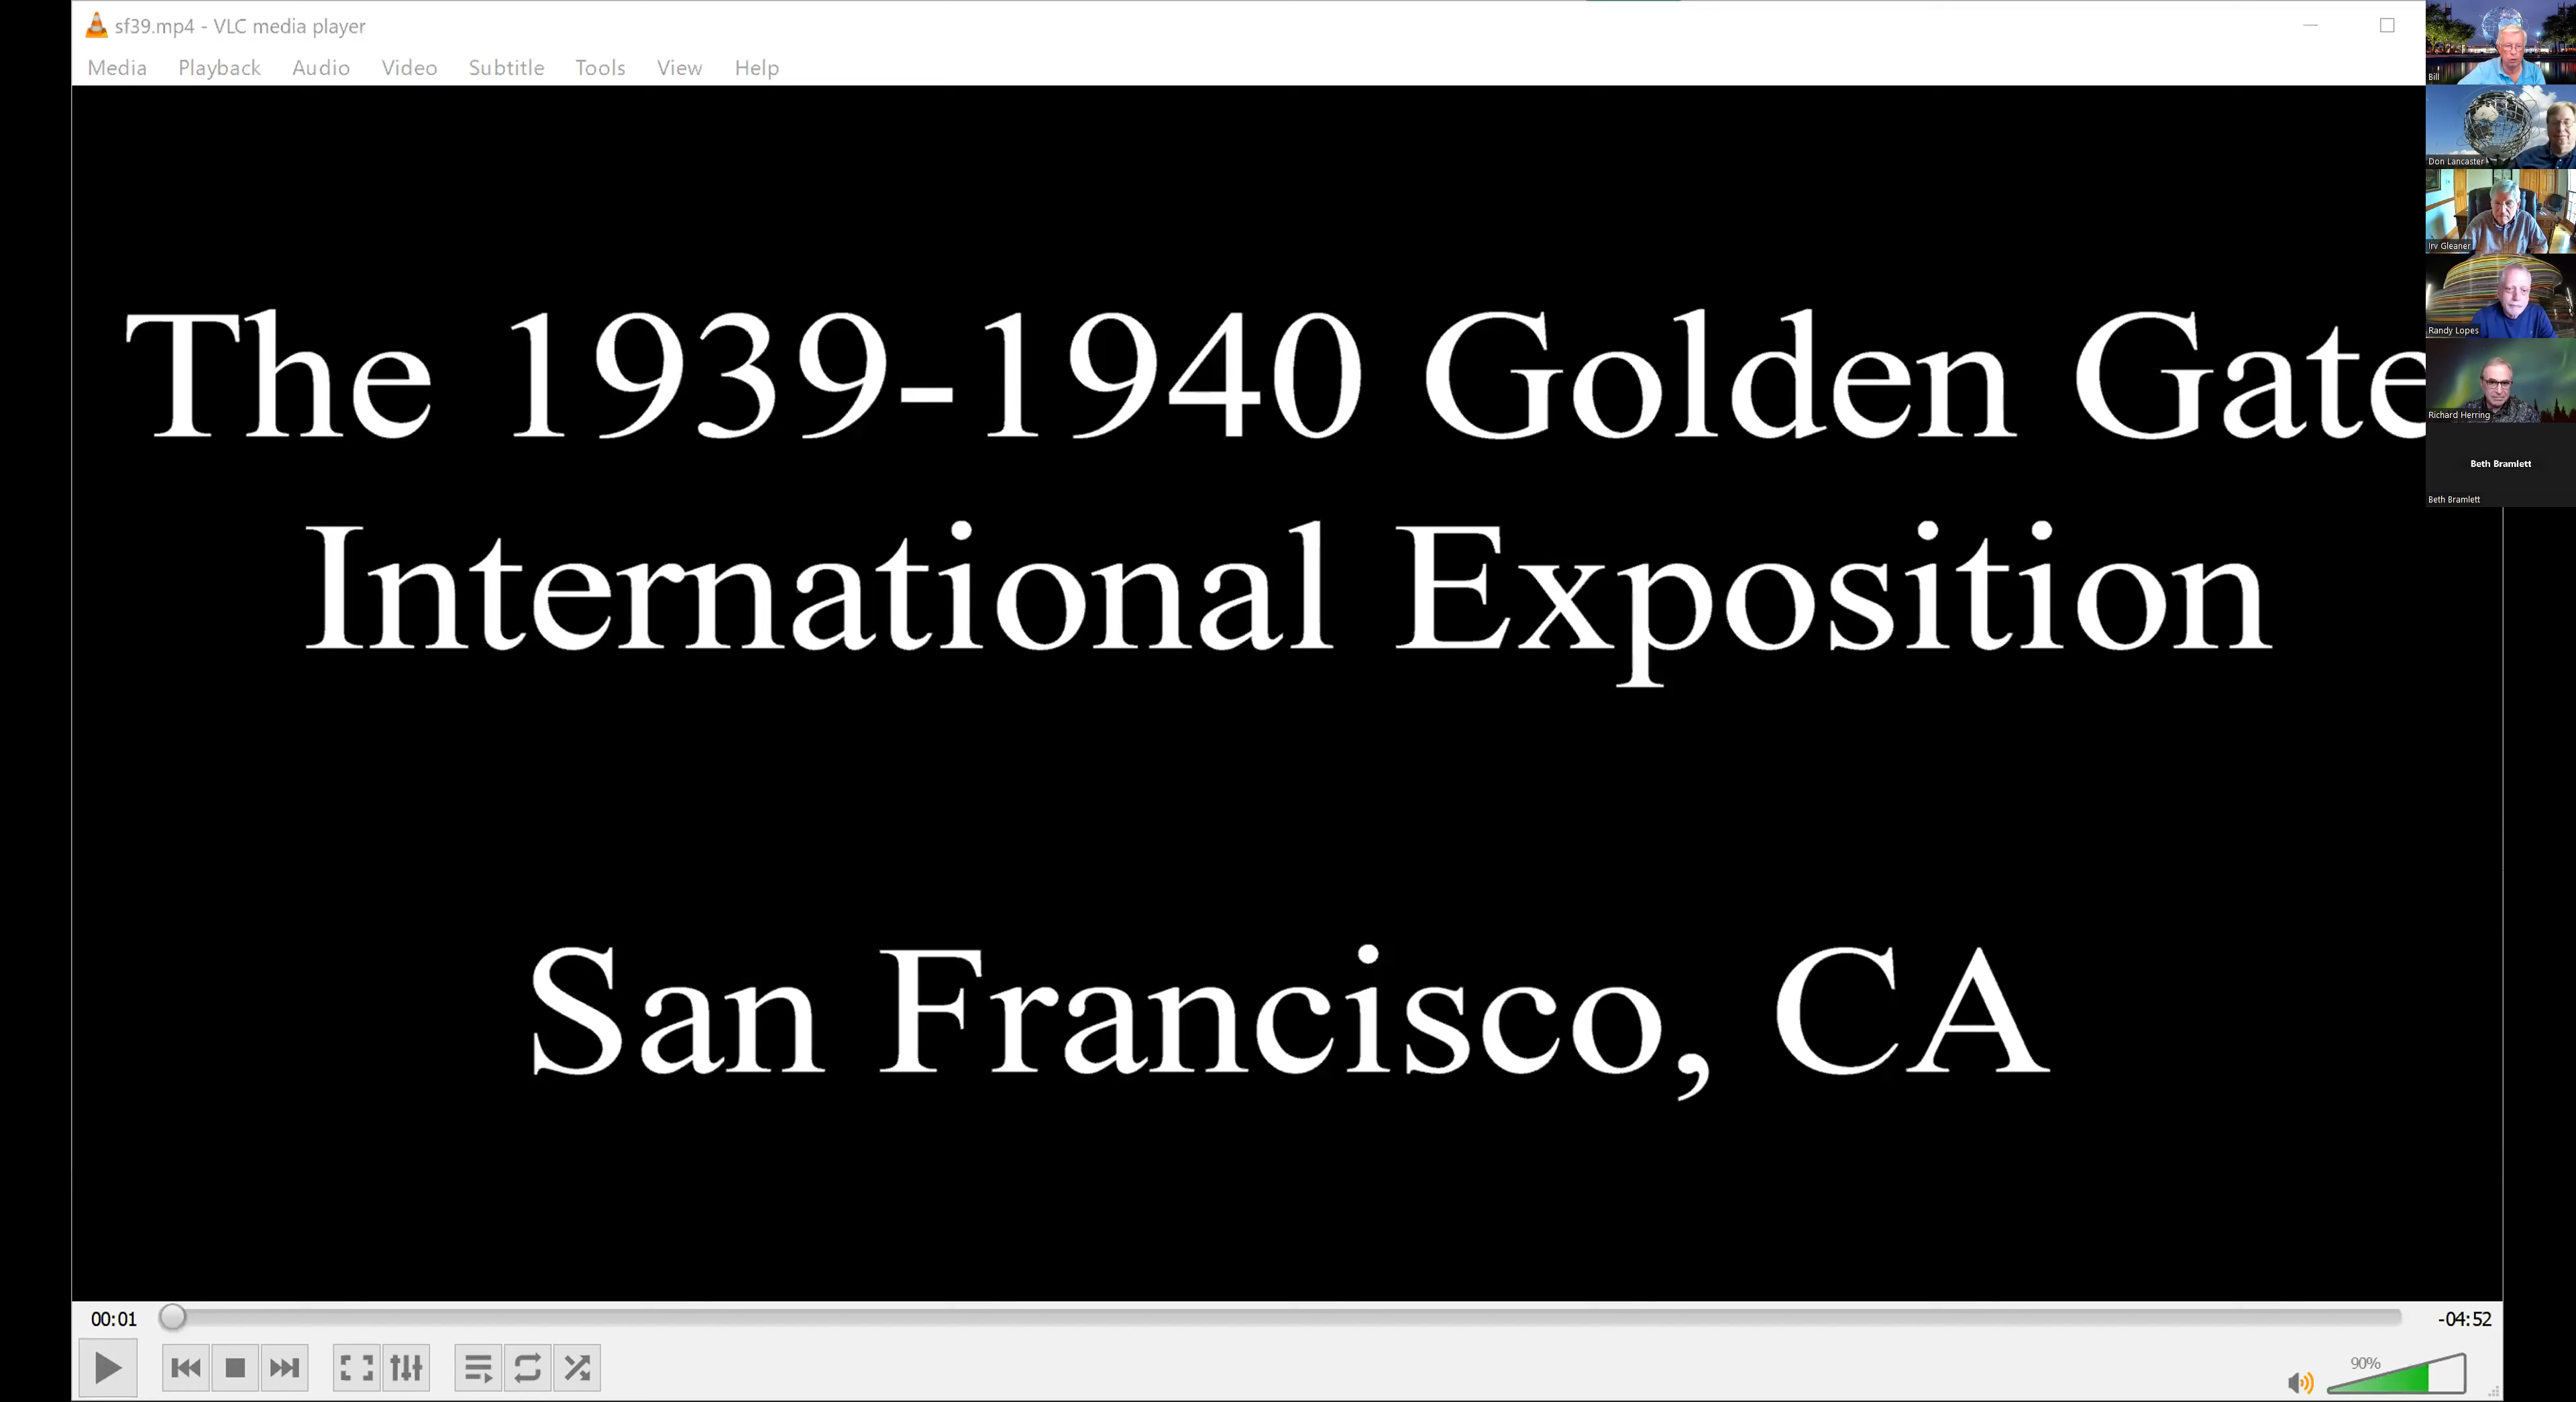 sf39.mp4 - VLC media player
Media Playback Audio Video Subtitle Tools View Help
The 1939-1940 Golden Gate
International Exposition
San Francisco, CA
Bill
Don Lancaster
Irv Gleaner
Randy Lopes
Richard Herring
Beth Bramlett
Beth Bramlett
00:01
-04:52
90%